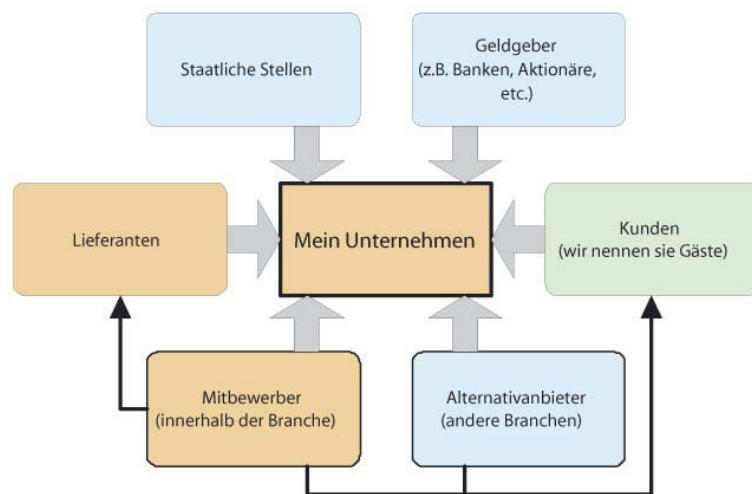 Staatliche Stellen
Geldgeber
(z.B. Banken, Aktionäre,
etc.)
Lieferanten
Mein Unternehmen
Kunden
(wir nennen sie Gäste)
Mitbewerber
(innerhalb der Branche)
Alternativanbieter
(andere Branchen)